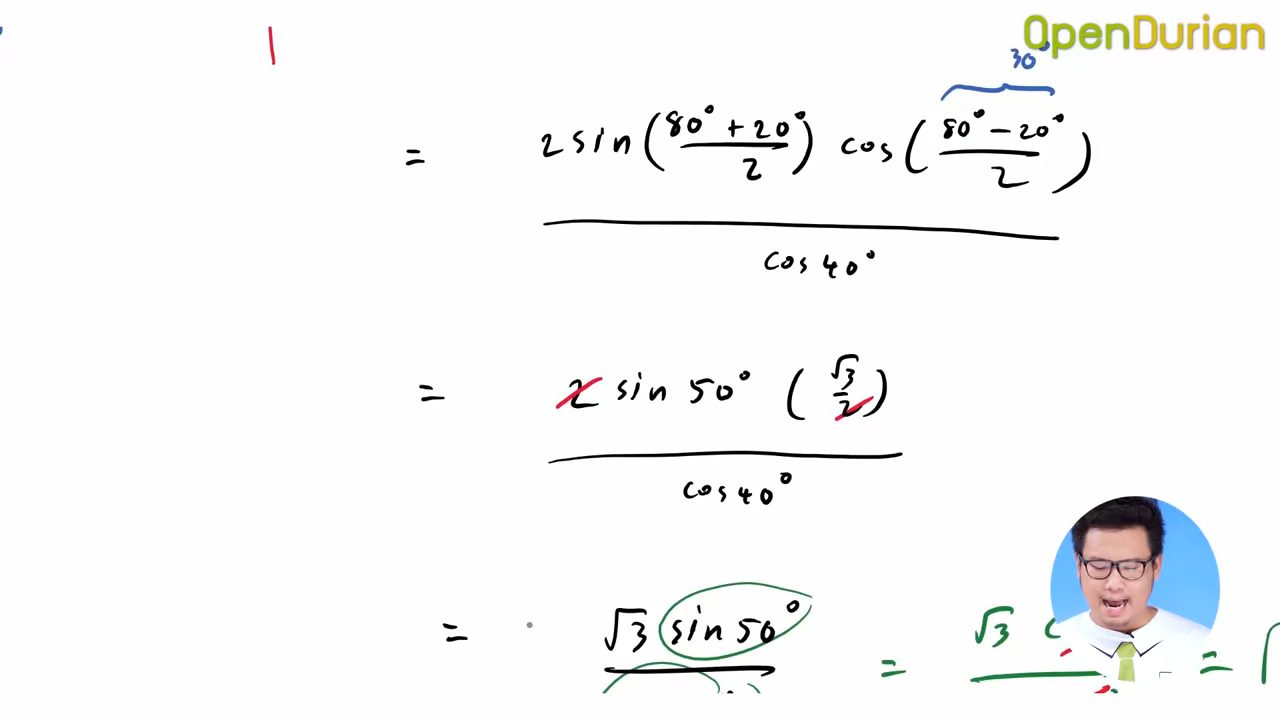 OpenDurian
30°
= 2 sin (80° + 20° / 2) cos (80° - 20° / 2)
cos 40°
= 2 sin 50° (√3 / 2)
cos 40°
= √3 sin 50° = √3 =